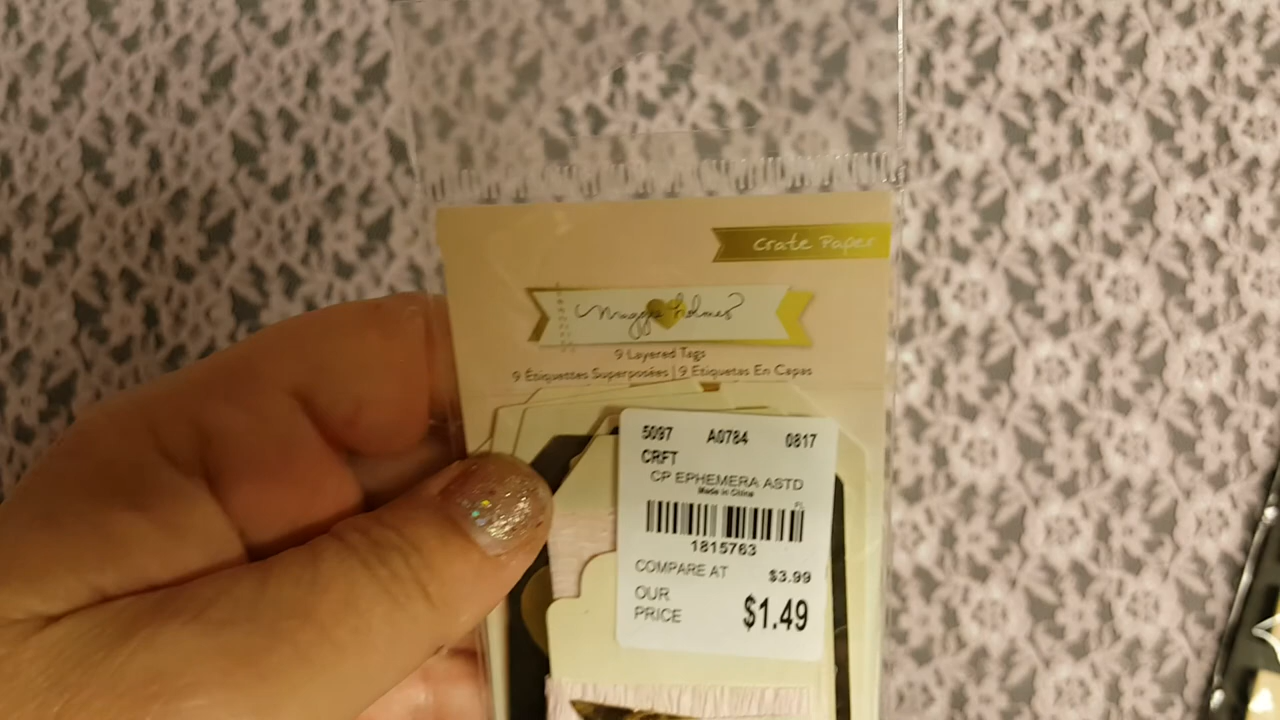 Crate Paper
Maggie Holmes
9 Layered Tags
9 Étiquettes Superposées | 9 Etiquetas En Capas
5097 A0784 0817
CRFT
CP EPHEMERA ASTD
Made in China
1815763
COMPARE AT $3.99
OUR
PRICE $1.49